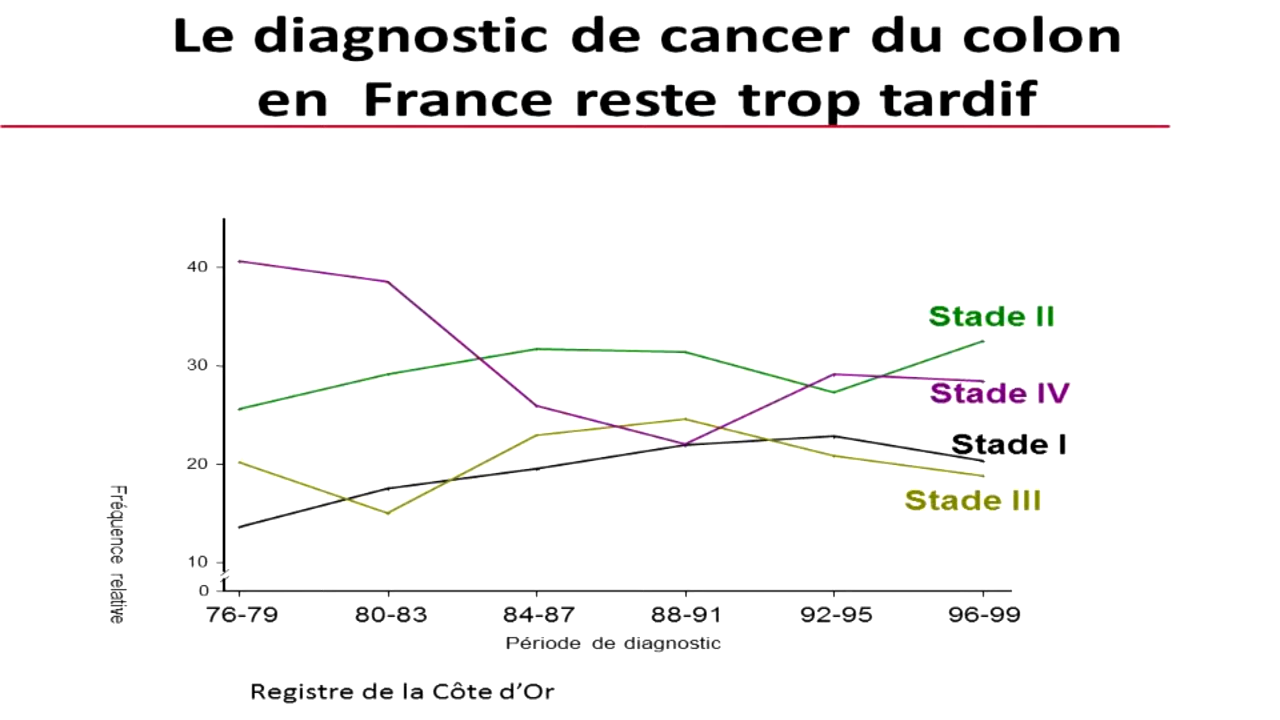 Le diagnostic de cancer du colon
en France reste trop tardif
40
30
20
10
0
Fréquence relative
Stade II
Stade IV
Stade I
Stade III
76-79 80-83 84-87 88-91 92-95 96-99
Période de diagnostic
Registre de la Côte d’Or